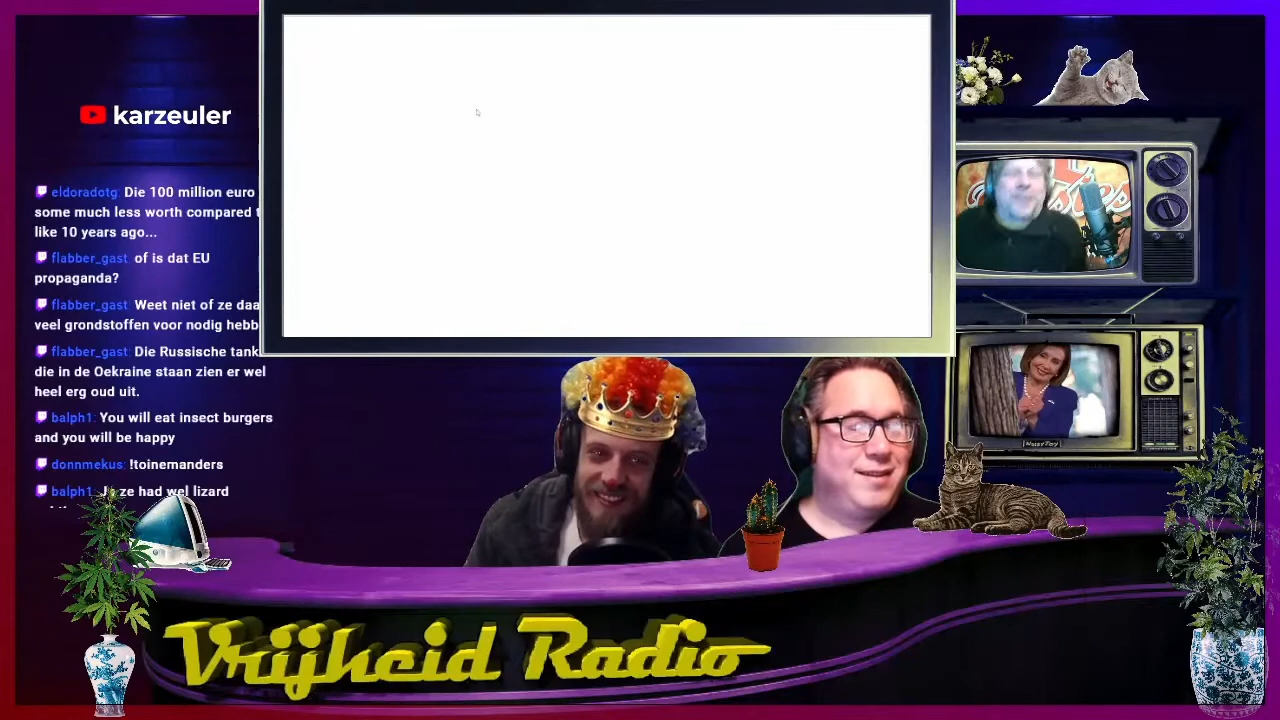 karzeuler
eldoradotg: Die 100 million euro
some much less worth compared t
like 10 years ago...
flabber_gast: of is dat EU
propaganda?
flabber_gast: Weet niet of ze daa
veel grondstoffen voor nodig hebb
flabber_gast: Die Russische tank
die in de Oekraine staan zien er wel
heel erg oud uit.
balph1: You will eat insect burgers
and you will be happy
donnmekus: !toinemanders
balph1: ze had wel lizard
Vrijheid Radio